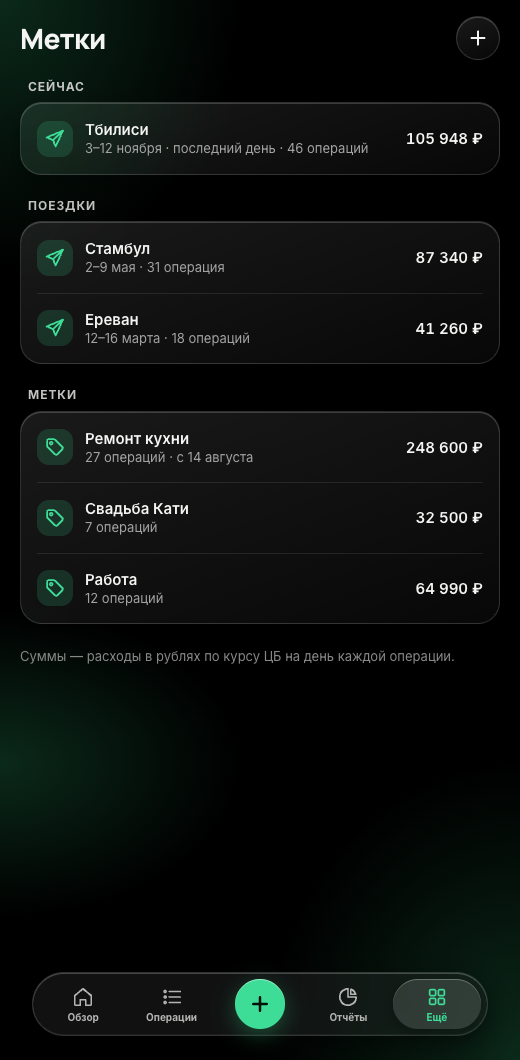 Метки
СЕЙЧАС
Тбилиси
3–12 ноября · последний день · 46 операций
105 948 ₽
ПОЕЗДКИ
Стамбул
2–9 мая · 31 операция
87 340 ₽
Ереван
12–16 марта · 18 операций
41 260 ₽
МЕТКИ
Ремонт кухни
27 операций · с 14 августа
248 600 ₽
Свадьба Кати
7 операций
32 500 ₽
Работа
12 операций
64 990 ₽
Суммы — расходы в рублях по курсу ЦБ на день каждой операции.
Обзор
Операции
Отчёты
Ещё